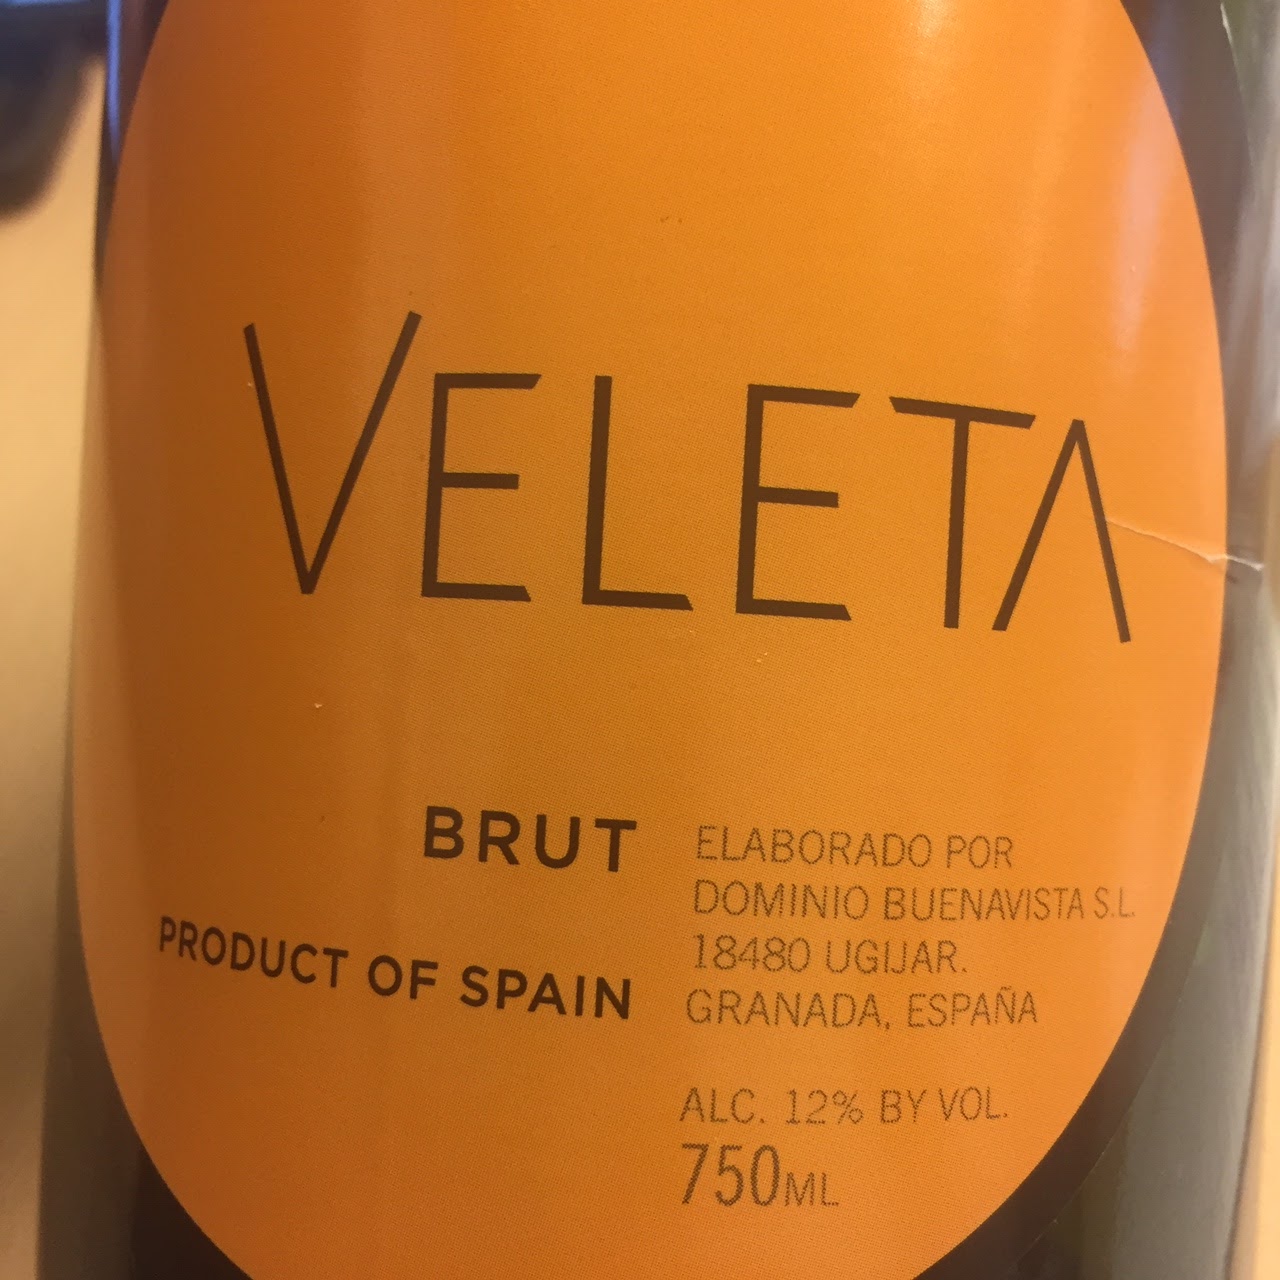 VELETA
BRUT
PRODUCT OF SPAIN
ELABORADO POR
DOMINIO BUENAVISTA S.L.
18480 UGIJAR.
GRANADA, ESPAÑA
ALC. 12% BY VOL.
750ML